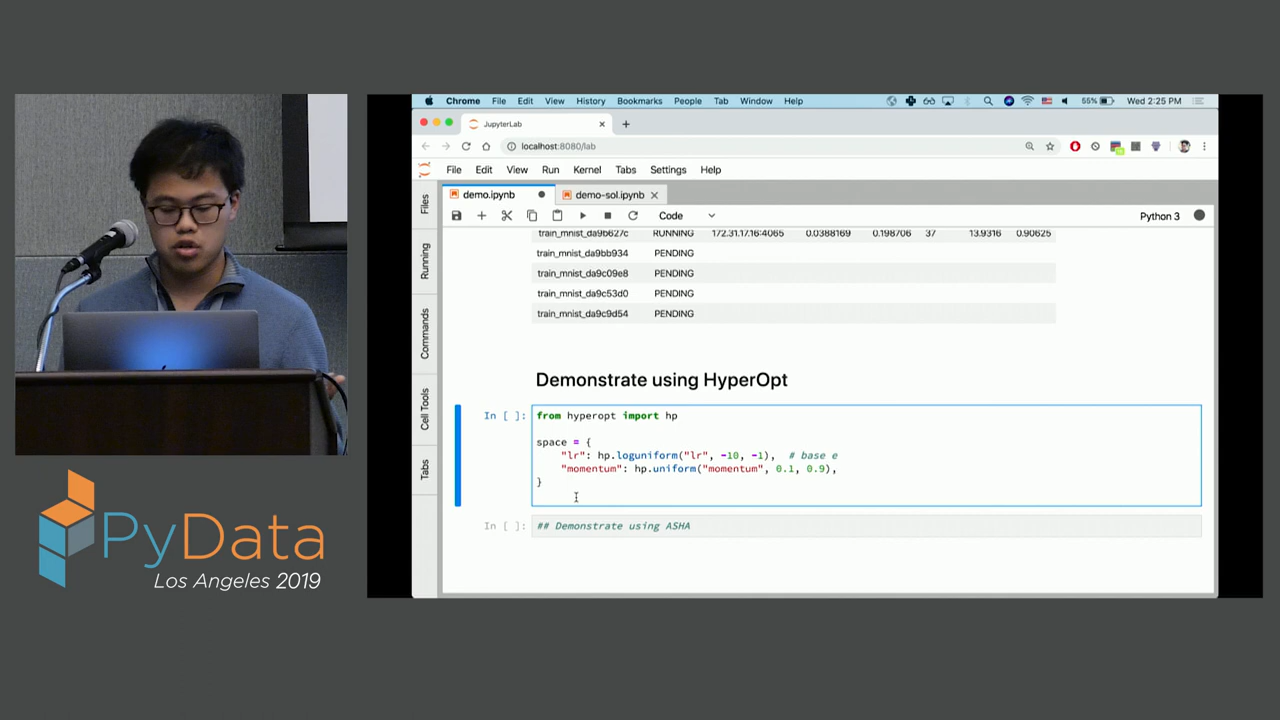 Chrome File Edit View History Bookmarks People Tab Window Help 55% Wed 2:25 PM
JupyterLab
localhost:8080/lab
File Edit View Run Kernel Tabs Settings Help
demo.ipynb demo-sol.ipynb
Code Python 3
Files
Running
Commands
Cell Tools
Tabs
train_mnist_da9b627c RUNNING 172.31.17.16:4065 0.0388169 0.198706 37 13.9316 0.90625
train_mnist_da9bb934 PENDING
train_mnist_da9c09e8 PENDING
train_mnist_da9c53d0 PENDING
train_mnist_da9c9d54 PENDING
Demonstrate using HyperOpt
In [ ]: from hyperopt import hp
space = {
"lr": hp.loguniform("lr", -10, -1), # base e
"momentum": hp.uniform("momentum", 0.1, 0.9),
}
In [ ]: ## Demonstrate using ASHA
PyData
Los Angeles 2019